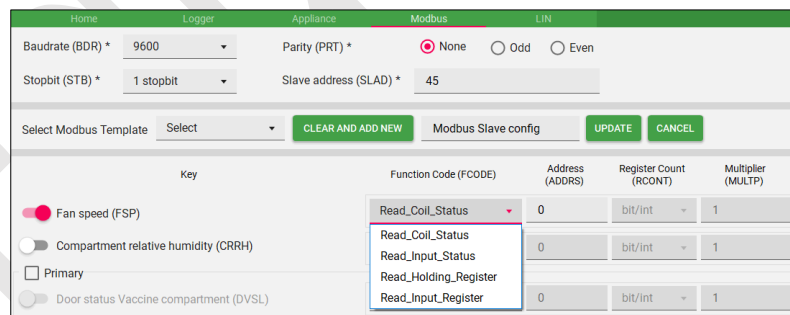 Home Logger Appliance Modbus LIN
Baudrate (BDR) * 9600 Parity (PRT) * None Odd Even
Stopbit (STB) * 1 stopbit Slave address (SLAD) * 45
Select Modbus Template Select CLEAR AND ADD NEW Modbus Slave config UPDATE CANCEL
Key Function Code (FCODE) Address (ADDRS) Register Count (RCONT) Multiplier (MULTP)
Fan speed (FSP) Read_Coil_Status 0 bit/int 1
Read_Coil_Status
Compartment relative humidity (CRRH) 0 bit/int 1
Read_Input_Status
Primary Read_Holding_Register
Door status Vaccine compartment (DVSL) Read_Input_Register 0 bit/int 1